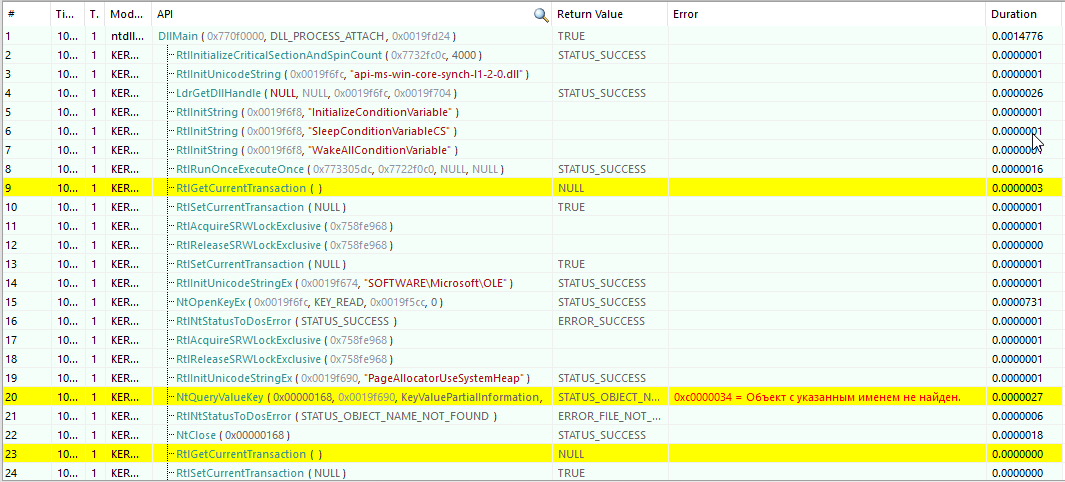 # Ti... T. Mod... API Return Value Error Duration
1 10... 1 ntdll... DllMain ( 0x770f0000, DLL_PROCESS_ATTACH, 0x0019fd24 ) TRUE 0.0014776
2 10... 1 KER... RtlInitializeCriticalSectionAndSpinCount ( 0x7732fc0c, 4000 ) STATUS_SUCCESS 0.0000001
3 10... 1 KER... RtlInitUnicodeString ( 0x0019f6fc, "api-ms-win-core-synch-l1-2-0.dll" ) 0.0000001
4 10... 1 KER... LdrGetDllHandle ( NULL, NULL, 0x0019f6fc, 0x0019f704 ) STATUS_SUCCESS 0.0000026
5 10... 1 KER... RtlInitString ( 0x0019f6f8, "InitializeConditionVariable" ) 0.0000001
6 10... 1 KER... RtlInitString ( 0x0019f6f8, "SleepConditionVariableCS" ) 0.0000001
7 10... 1 KER... RtlInitString ( 0x0019f6f8, "WakeAllConditionVariable" )
8 10... 1 KER... RtlRunOnceExecuteOnce ( 0x773305dc, 0x7722f0c0, NULL, NULL ) STATUS_SUCCESS 0.0000016
9 10... 1 KER... RtlGetCurrentTransaction ( ) NULL 0.0000003
10 10... 1 KER... RtlSetCurrentTransaction ( NULL ) TRUE 0.0000001
11 10... 1 KER... RtlAcquireSRWLockExclusive ( 0x758fe968 ) 0.0000001
12 10... 1 KER... RtlReleaseSRWLockExclusive ( 0x758fe968 ) 0.0000000
13 10... 1 KER... RtlSetCurrentTransaction ( NULL ) TRUE 0.0000001
14 10... 1 KER... RtlInitUnicodeStringEx ( 0x0019f674, "SOFTWARE\Microsoft\OLE" ) STATUS_SUCCESS 0.0000001
15 10... 1 KER... NtOpenKeyEx ( 0x0019f6fc, KEY_READ, 0x0019f5cc, 0 ) STATUS_SUCCESS 0.0000731
16 10... 1 KER... RtlNtStatusToDosError ( STATUS_SUCCESS ) ERROR_SUCCESS 0.0000001
17 10... 1 KER... RtlAcquireSRWLockExclusive ( 0x758fe968 ) 0.0000001
18 10... 1 KER... RtlReleaseSRWLockExclusive ( 0x758fe968 ) 0.0000001
19 10... 1 KER... RtlInitUnicodeStringEx ( 0x0019f690, "PageAllocatorUseSystemHeap" ) STATUS_SUCCESS 0.0000001
20 10... 1 KER... NtQueryValueKey ( 0x00000168, 0x0019f690, KeyValuePartialInformation, STATUS_OBJECT_N... 0xc0000034 = Объект с указанным именем не найден. 0.0000027
21 10... 1 KER... RtlNtStatusToDosError ( STATUS_OBJECT_NAME_NOT_FOUND ) ERROR_FILE_NOT_... 0.0000006
22 10... 1 KER... NtClose ( 0x00000168 ) STATUS_SUCCESS 0.0000018
23 10... 1 KER... RtlGetCurrentTransaction ( ) NULL 0.0000000
24 10... 1 KER... RtlSetCurrentTransaction ( NULL ) TRUE 0.0000000